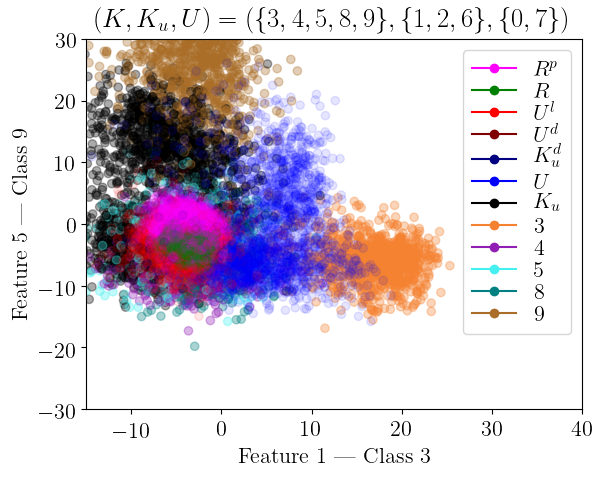 (K, K_u, U) = ({3, 4, 5, 8, 9}, {1, 2, 6}, {0, 7})
30
20
10
0
−10
−20
−30
−10
0
10
20
30
40
Feature 5 — Class 9
Feature 1 — Class 3
R^p
R
U^l
U^d
K_u^d
U
K_u
3
4
5
8
9